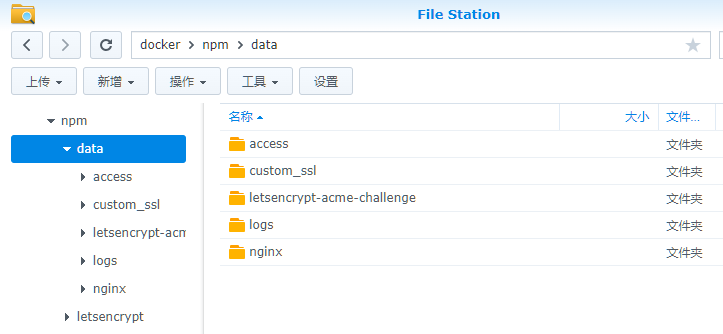 File Station
docker > npm > data
上传 新增 操作 工具 设置
npm
data
access
custom_ssl
letsencrypt-acm
logs
nginx
letsencrypt
名称 大小 文件...
access 文件夹
custom_ssl 文件夹
letsencrypt-acme-challenge 文件夹
logs 文件夹
nginx 文件夹